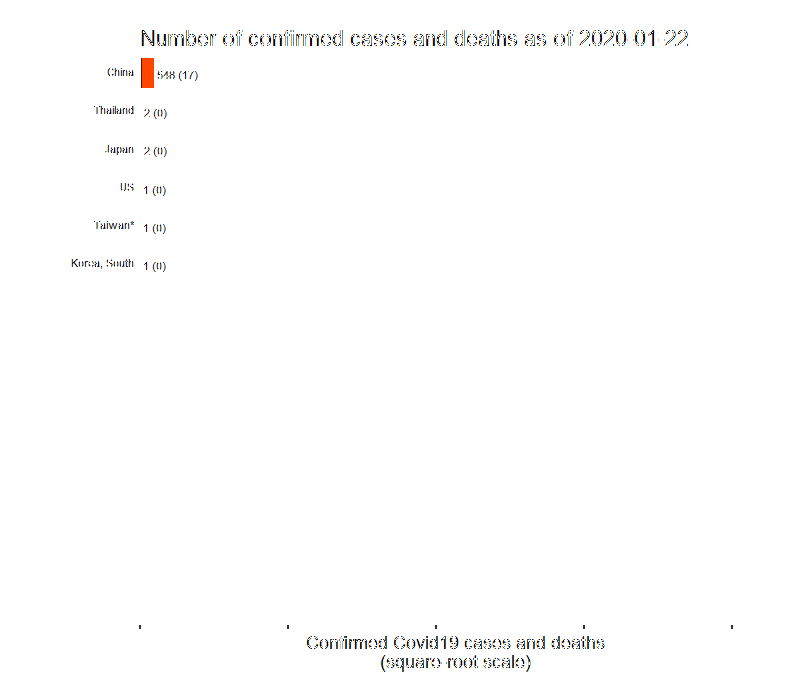 Number of confirmed cases and deaths as of 2020-01-22
China 548 (17)
Thailand 2 (0)
Japan 2 (0)
US 1 (0)
Taiwan* 1 (0)
Korea, South 1 (0)
Confirmed Covid19 cases and deaths
(square-root scale)